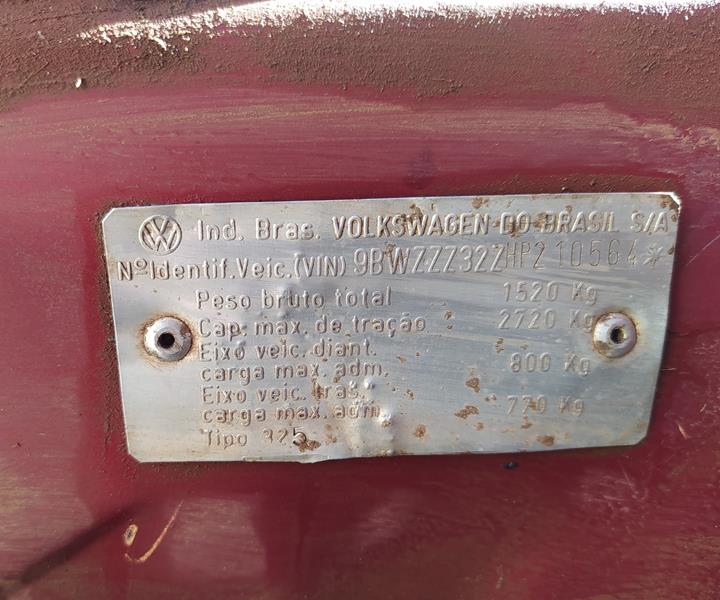 Ind. Bras. VOLKSWAGEN DO BRASIL S/A
Nº Identif. Veic. (VIN) 9BWZZZ32ZHP210564*
Peso bruto total 1520 Kg
Cap. max. de tração 2720 Kg
Eixo veic. diant.
carga max. adm. 800 Kg
Eixo veic. tras.
carga max. adm. 770 Kg
Tipo 325